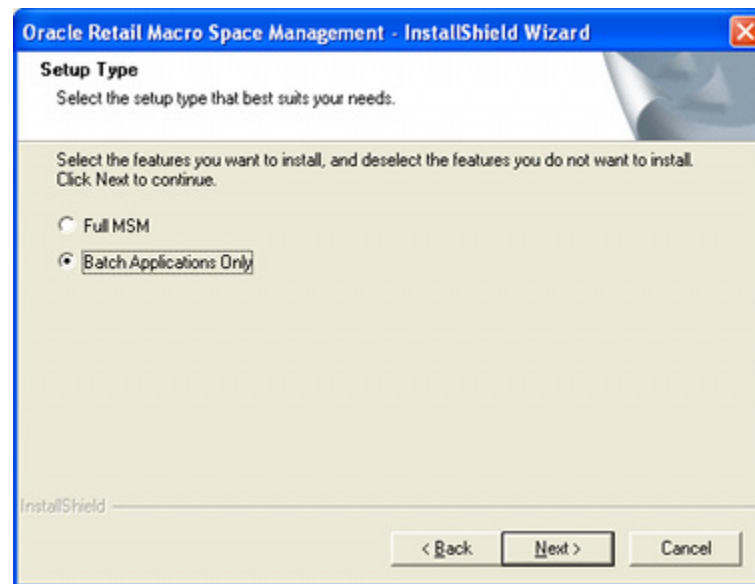 Oracle Retail Macro Space Management - InstallShield Wizard
Setup Type
Select the setup type that best suits your needs.
Select the features you want to install, and deselect the features you do not want to install.
Click Next to continue.
Full MSM
Batch Applications Only
InstallShield
< Back
Next >
Cancel